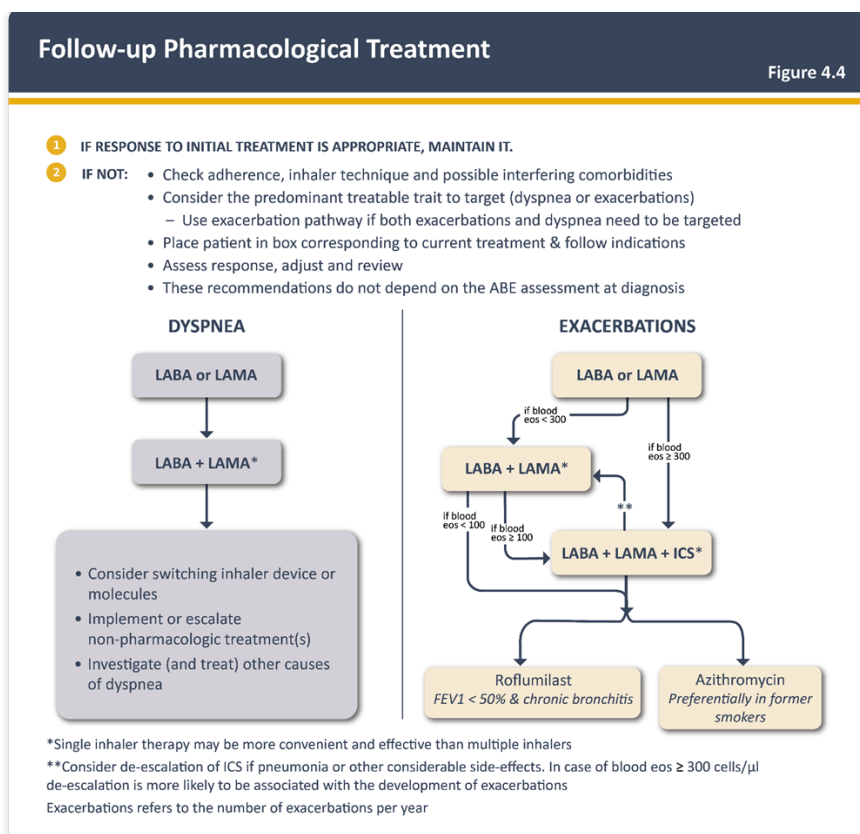 Follow-up Pharmacological Treatment
Figure 4.4
1 IF RESPONSE TO INITIAL TREATMENT IS APPROPRIATE, MAINTAIN IT.
2 IF NOT: • Check adherence, inhaler technique and possible interfering comorbidities
• Consider the predominant treatable trait to target (dyspnea or exacerbations)
– Use exacerbation pathway if both exacerbations and dyspnea need to be targeted
• Place patient in box corresponding to current treatment & follow indications
• Assess response, adjust and review
• These recommendations do not depend on the ABE assessment at diagnosis
DYSPNEA
LABA or LAMA
LABA + LAMA*
• Consider switching inhaler device or
molecules
• Implement or escalate
non-pharmacologic treatment(s)
• Investigate (and treat) other causes
of dyspnea
EXACERBATIONS
LABA or LAMA
if blood
eos < 300
if blood
eos ≥ 300
LABA + LAMA*
**
if blood
eos < 100
if blood
eos ≥ 100
LABA + LAMA + ICS*
Roflumilast
FEV1 < 50% & chronic bronchitis
Azithromycin
Preferentially in former
smokers
*Single inhaler therapy may be more convenient and effective than multiple inhalers
**Consider de-escalation of ICS if pneumonia or other considerable side-effects. In case of blood eos ≥ 300 cells/µl
de-escalation is more likely to be associated with the development of exacerbations
Exacerbations refers to the number of exacerbations per year